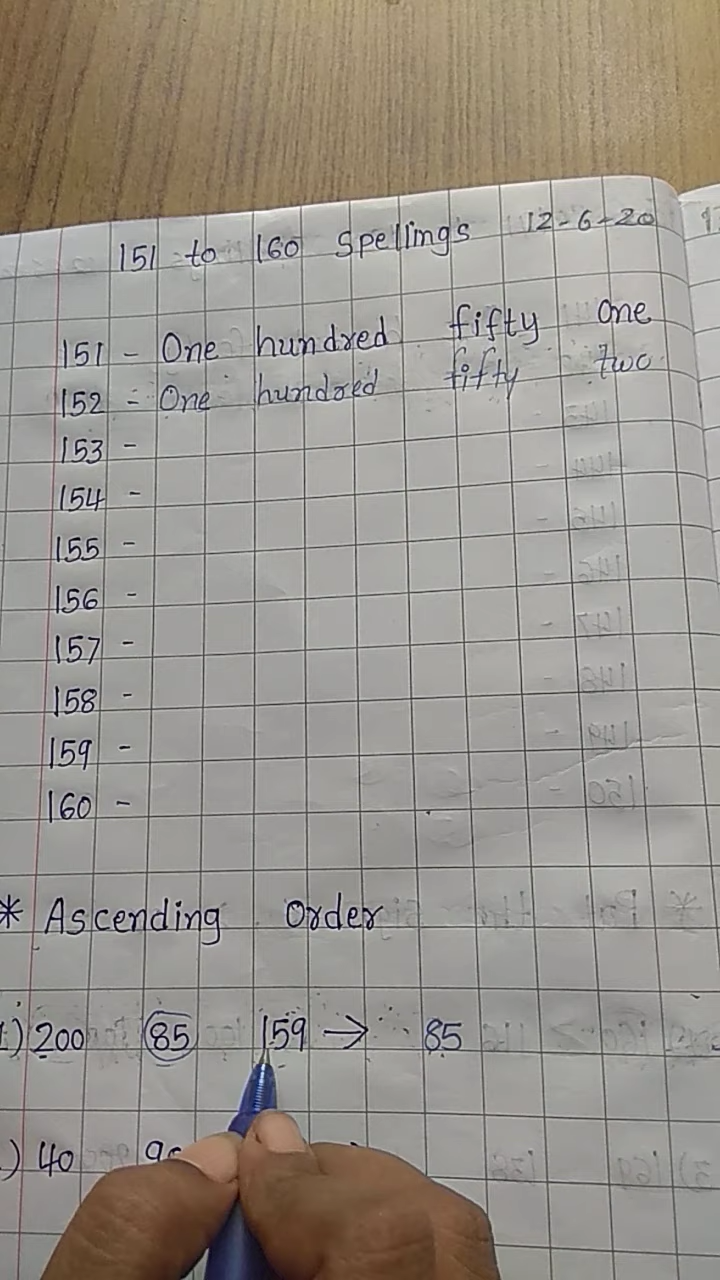 151 to 160 Spellings 12-6-20
151 - One hundred fifty one
152 - One hundred fifty two
153 -
154 -
155 -
156 -
157 -
158 -
159 -
160 -
* Ascending Order
1.) 200 85 159 → 85
) 40